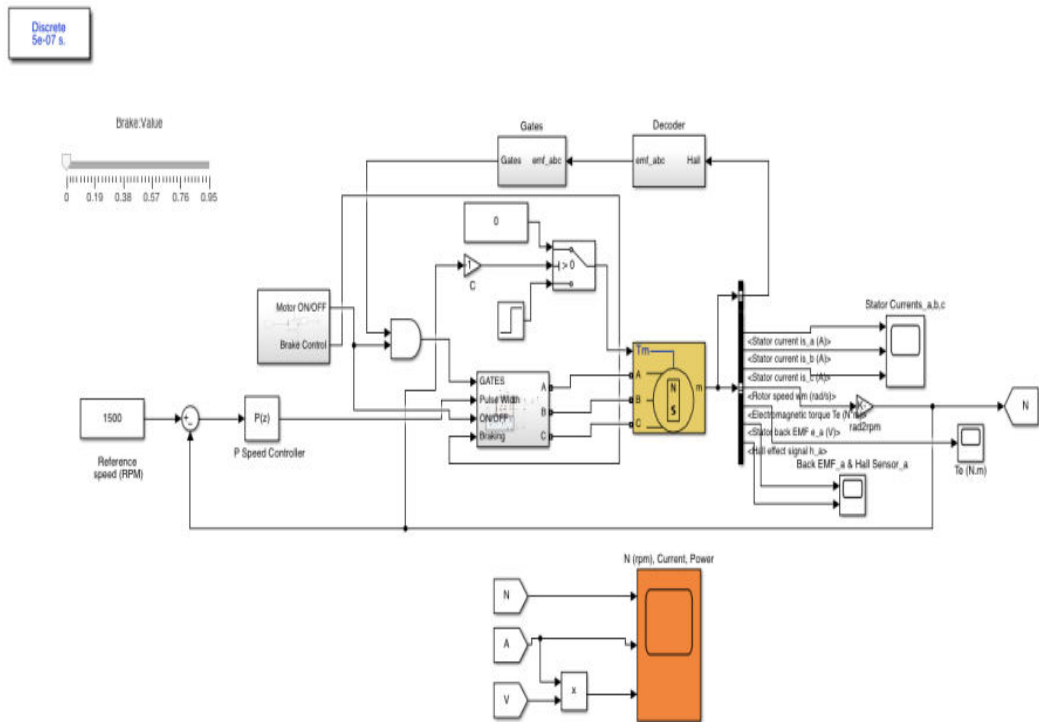 Discrete
5e-07 s.
Brake:Value
0 0.19 0.38 0.57 0.76 0.95
Gates
Gates emf_abc
Decoder
emf_abc Hall
0
-1
C
> 0
Motor ON/OFF
Brake Control
Stator Currents_a,b,c
<Stator current is_a (A)>
<Stator current is_b (A)>
<Stator current is_c (A)>
<Rotor speed wm (rad/s)>
<Electromagnetic torque Te (N*m)>
<Stator back EMF e_a (V)>
<Hall effect signal h_a>
GATES
Pulse Width
ON/OFF
Braking
A
B
C
Tm
A
B
C
N
S
m
K-
rad2rpm
N
1500
Reference
speed (RPM)
+
-
P(z)
P Speed Controller
Te (N.m)
Back EMF_a & Hall Sensor_a
N (rpm), Current, Power
N
A
V
x